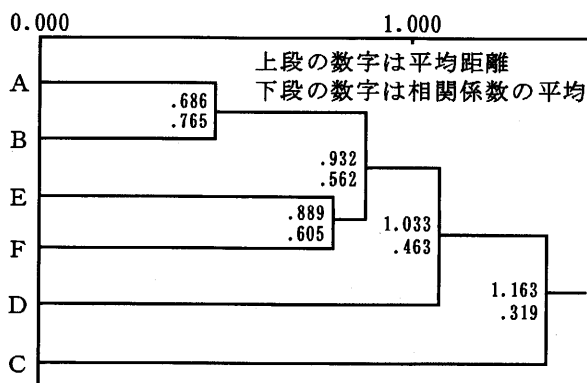 0.000 1.000
上段の数字は平均距離
下段の数字は相関係数の平均
A
.686
.765
B
.932
.562
E
.889
.605
F
1.033
.463
D
1.163
.319
C